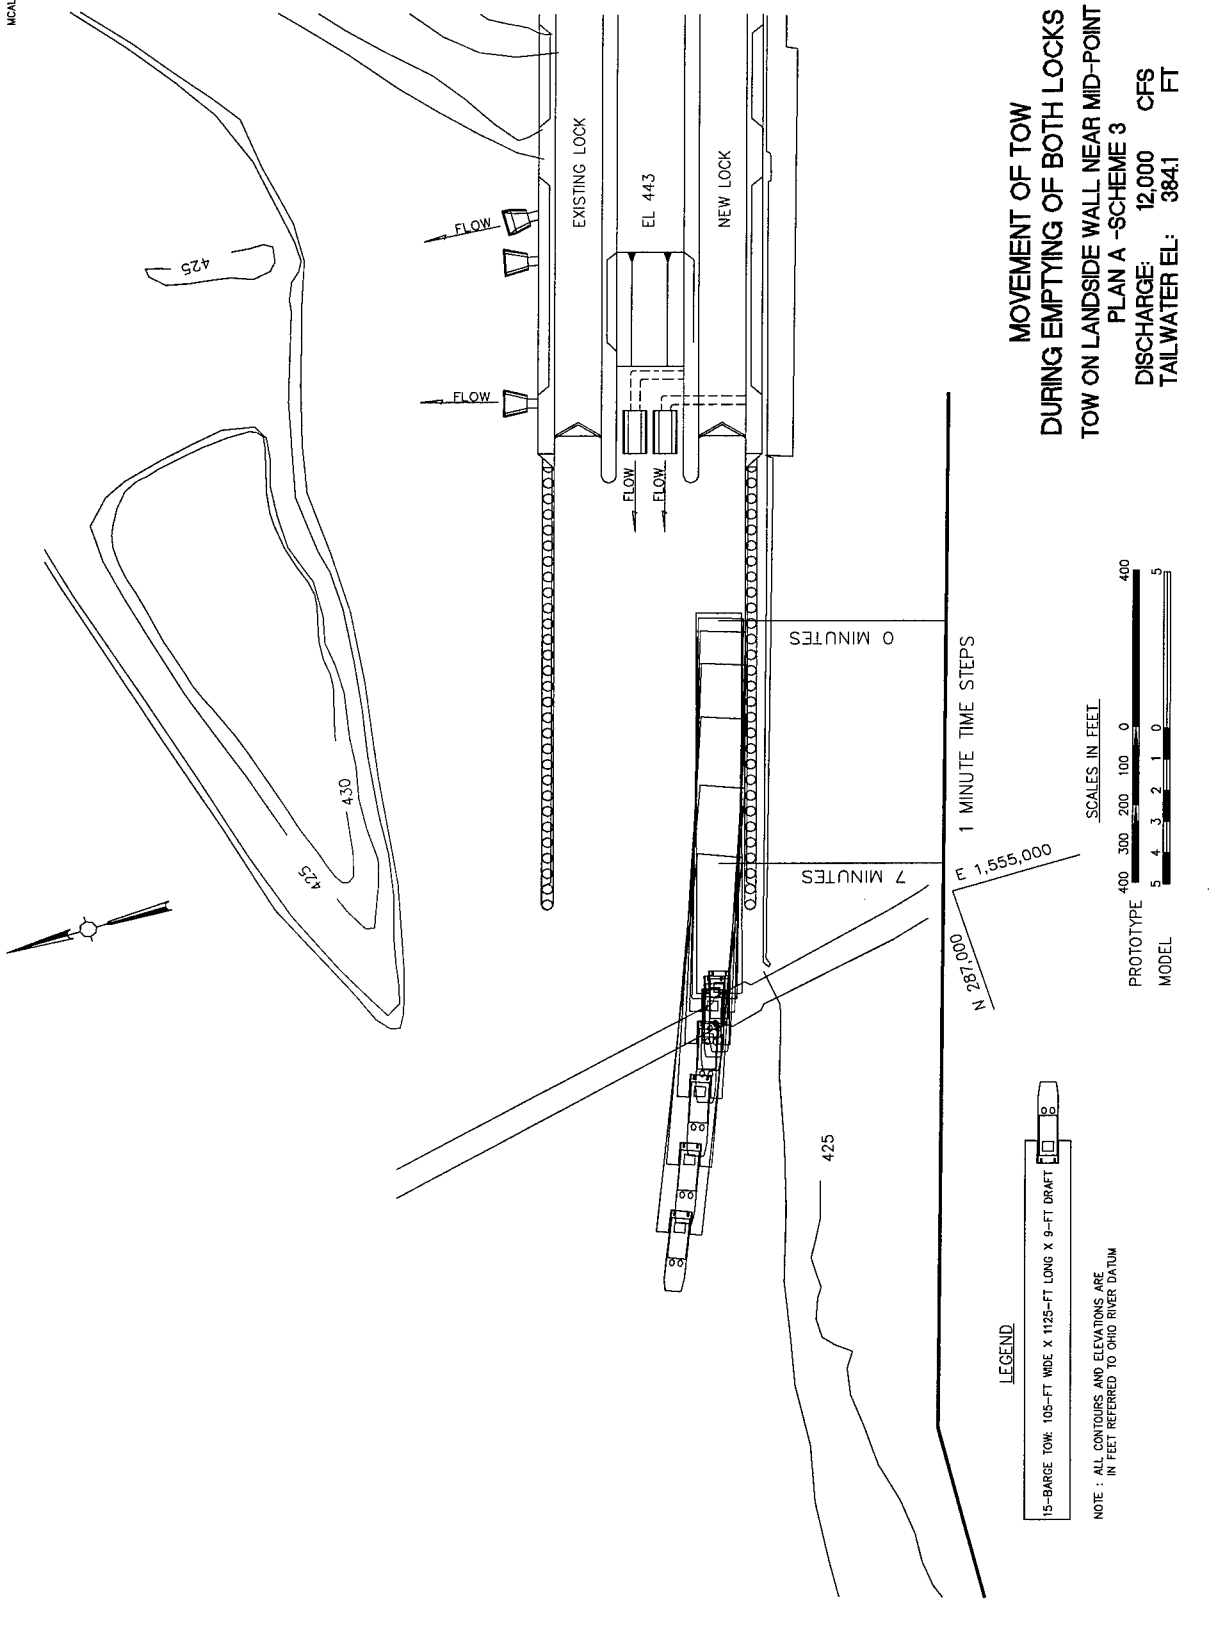 MCAL
EXISTING LOCK
EL 443
NEW LOCK
FLOW
FLOW
FLOW
FLOW
425
430
425
0 MINUTES
7 MINUTES
1 MINUTE TIME STEPS
E 1,555,000
N 287,000
425
MOVEMENT OF TOW
DURING EMPTYING OF BOTH LOCKS
TOW ON LANDSIDE WALL NEAR MID-POINT
PLAN A -SCHEME 3
DISCHARGE: 12,000 CFS
TAILWATER EL: 384.1 FT
SCALES IN FEET
PROTOTYPE 400 300 200 100 0 400
MODEL 5 4 3 2 1 0 5
LEGEND
15-BARGE TOW: 105-FT WIDE X 1125-FT LONG X 9-FT DRAFT
NOTE : ALL CONTOURS AND ELEVATIONS ARE
IN FEET REFERRED TO OHIO RIVER DATUM